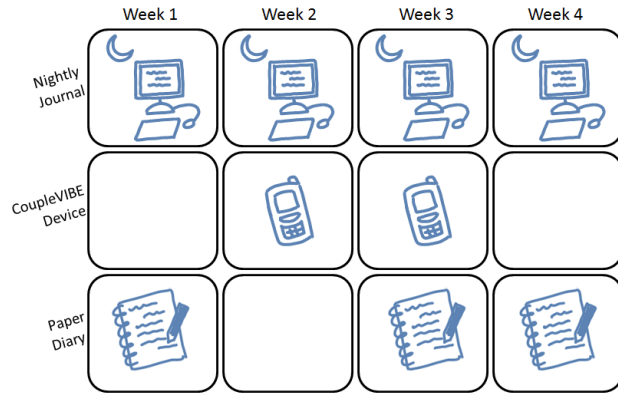 Week 1 Week 2 Week 3 Week 4
Nightly
Journal
CoupleVIBE
Device
Paper
Diary